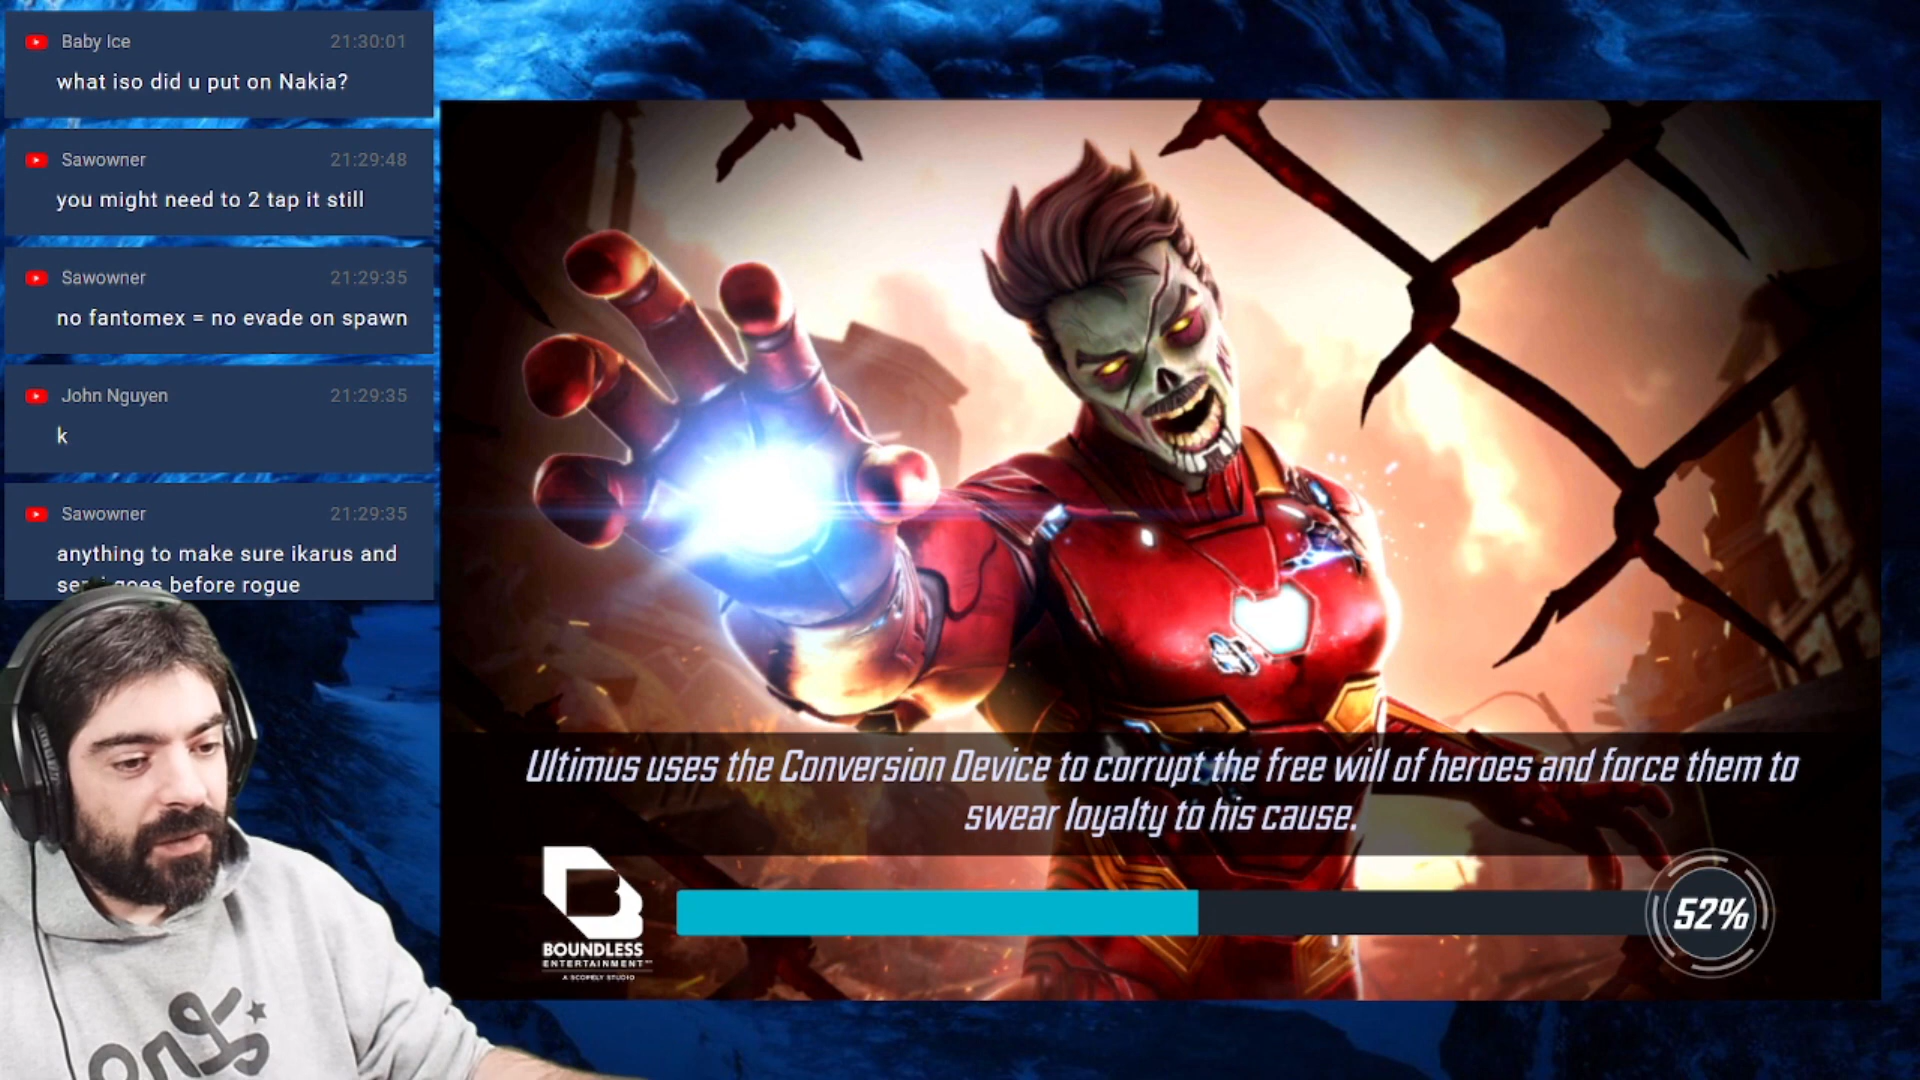 Baby Ice 21:30:01
what iso did u put on Nakia?
Sawowner 21:29:48
you might need to 2 tap it still
Sawowner 21:29:35
no fantomex = no evade on spawn
John Nguyen 21:29:35
k
Sawowner 21:29:35
anything to make sure ikarus and
goes before rogue
Ultimus uses the Conversion Device to corrupt the free will of heroes and force them to
swear loyalty to his cause.
BOUNDLESS
ENTERTAINMENT
A SCOPELY STUDIO
52%